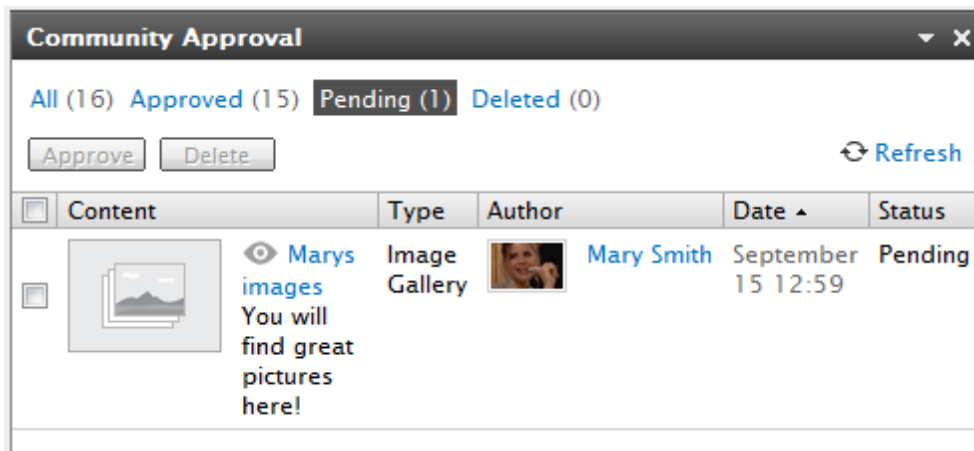 Community Approval
All (16) Approved (15) Pending (1) Deleted (0)
Approve Delete Refresh
Content Type Author Date Status
Marys images
You will find great pictures here!
Image Gallery
Mary Smith
September 15 12:59
Pending